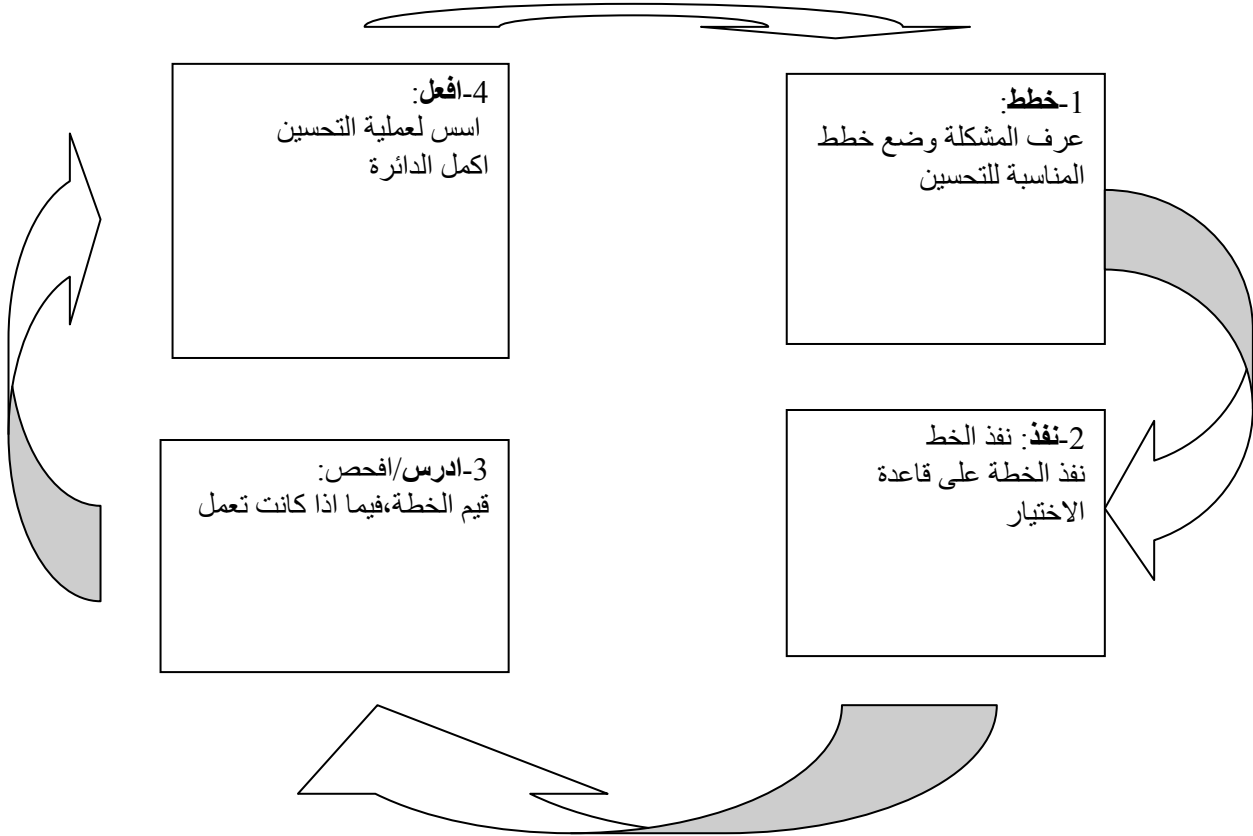 1-خطط:
عرف المشكلة وضع خطط
المناسبة للتحسين
2-نفذ: نفذ الخط
نفذ الخطة على قاعدة
الاختيار
3-ادرس/افحص:
قيم الخطة،فيما اذا كانت تعمل
4-افعل:
اسس لعملية التحسين
اكمل الدائرة